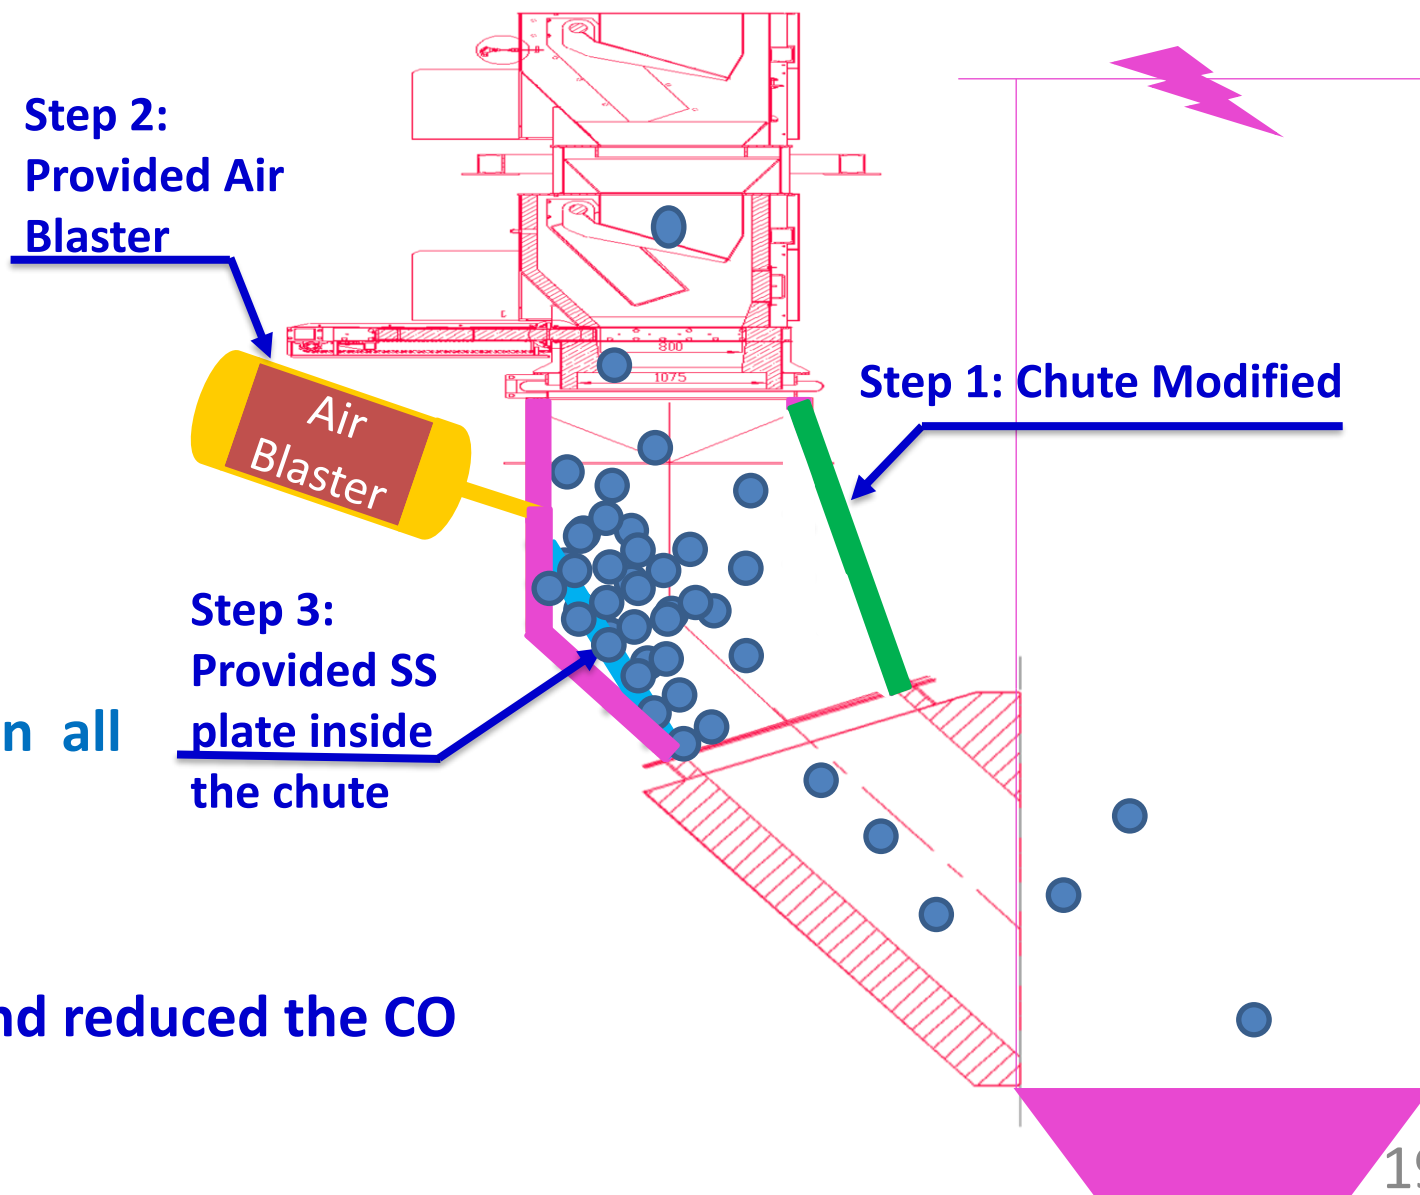 Step 2:
Provided Air
Blaster
800
1075
Step 1: Chute Modified
Air
Blaster
Step 3:
Provided SS
plate inside
the chute
n all
nd reduced the CO
19